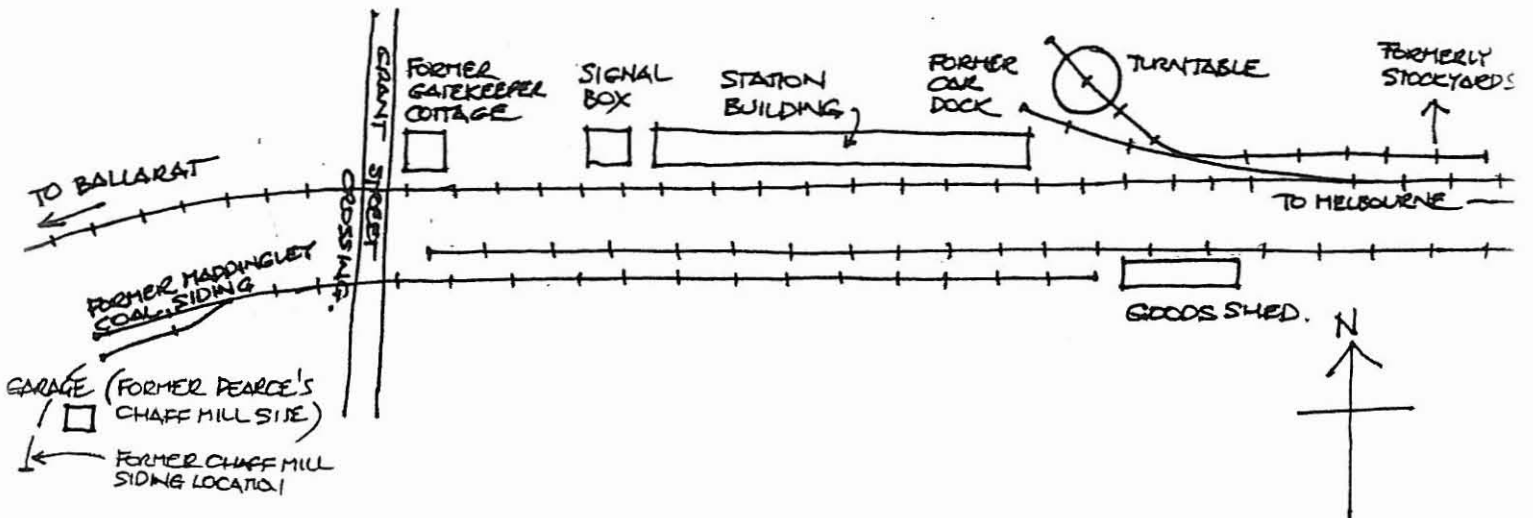 GRANT STREET
CROSSING.
FORMER
GATEKEEPER
COTTAGE
SIGNAL
BOX
STATION
BUILDING
FORMER
CAR
DOCK
TURNTABLE
FORMERLY
STOCKYARDS
TO BALLARAT
TO MELBOURNE
FORMER MADDINGLEY
COAL SIDING
GOODS SHED.
N
GARAGE (FORMER PEARCE'S
CHAFF MILL SITE)
FORMER CHAFF MILL
SIDING LOCATION